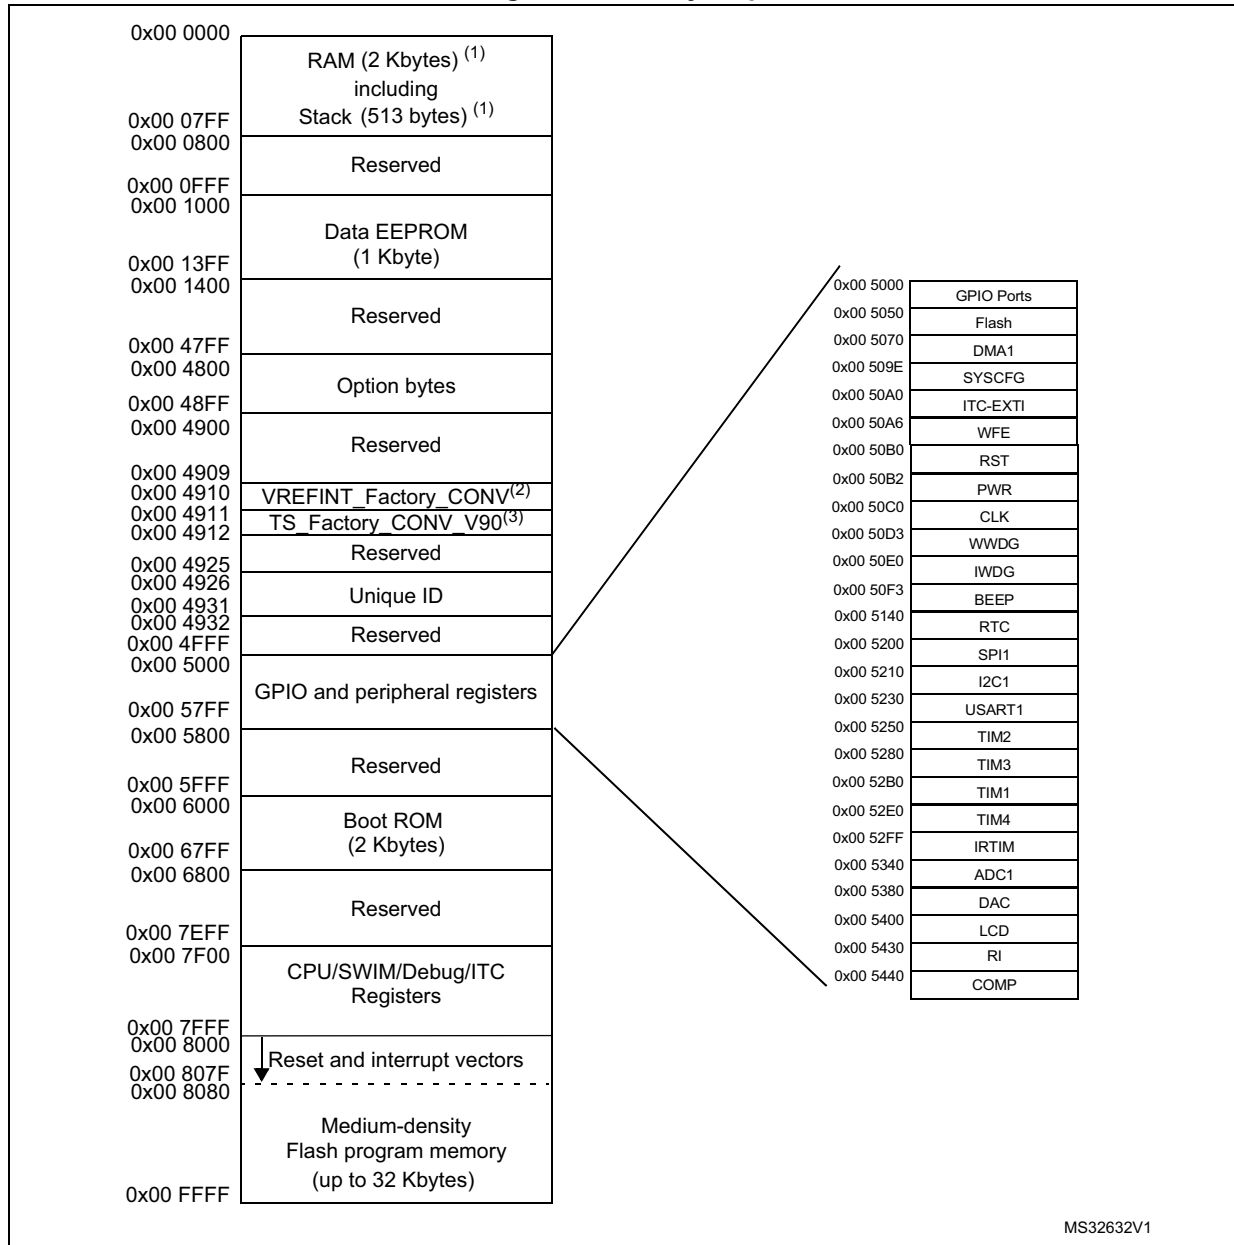 0x00 0000
RAM (2 Kbytes) (1)
including
Stack (513 bytes) (1)
0x00 07FF
0x00 0800
Reserved
0x00 0FFF
0x00 1000
Data EEPROM
(1 Kbyte)
0x00 13FF
0x00 1400
Reserved
0x00 47FF
0x00 4800
Option bytes
0x00 48FF
0x00 4900
Reserved
0x00 4909
0x00 4910
VREFINT_Factory_CONV(2)
0x00 4911
TS_Factory_CONV_V90(3)
0x00 4912
Reserved
0x00 4925
0x00 4926
Unique ID
0x00 4931
0x00 4932
Reserved
0x00 4FFF
0x00 5000
GPIO and peripheral registers
0x00 57FF
0x00 5800
Reserved
0x00 5FFF
0x00 6000
Boot ROM
(2 Kbytes)
0x00 67FF
0x00 6800
Reserved
0x00 7EFF
0x00 7F00
CPU/SWIM/Debug/ITC
Registers
0x00 7FFF
0x00 8000
Reset and interrupt vectors
0x00 807F
0x00 8080
Medium-density
Flash program memory
(up to 32 Kbytes)
0x00 FFFF
0x00 5000
GPIO Ports
0x00 5050
Flash
0x00 5070
DMA1
0x00 509E
SYSCFG
0x00 50A0
ITC-EXTI
0x00 50A6
WFE
0x00 50B0
RST
0x00 50B2
PWR
0x00 50C0
CLK
0x00 50D3
WWDG
0x00 50E0
IWDG
0x00 50F3
BEEP
0x00 5140
RTC
0x00 5200
SPI1
0x00 5210
I2C1
0x00 5230
USART1
0x00 5250
TIM2
0x00 5280
TIM3
0x00 52B0
TIM1
0x00 52E0
TIM4
0x00 52FF
IRTIM
0x00 5340
ADC1
0x00 5380
DAC
0x00 5400
LCD
0x00 5430
RI
0x00 5440
COMP
MS32632V1